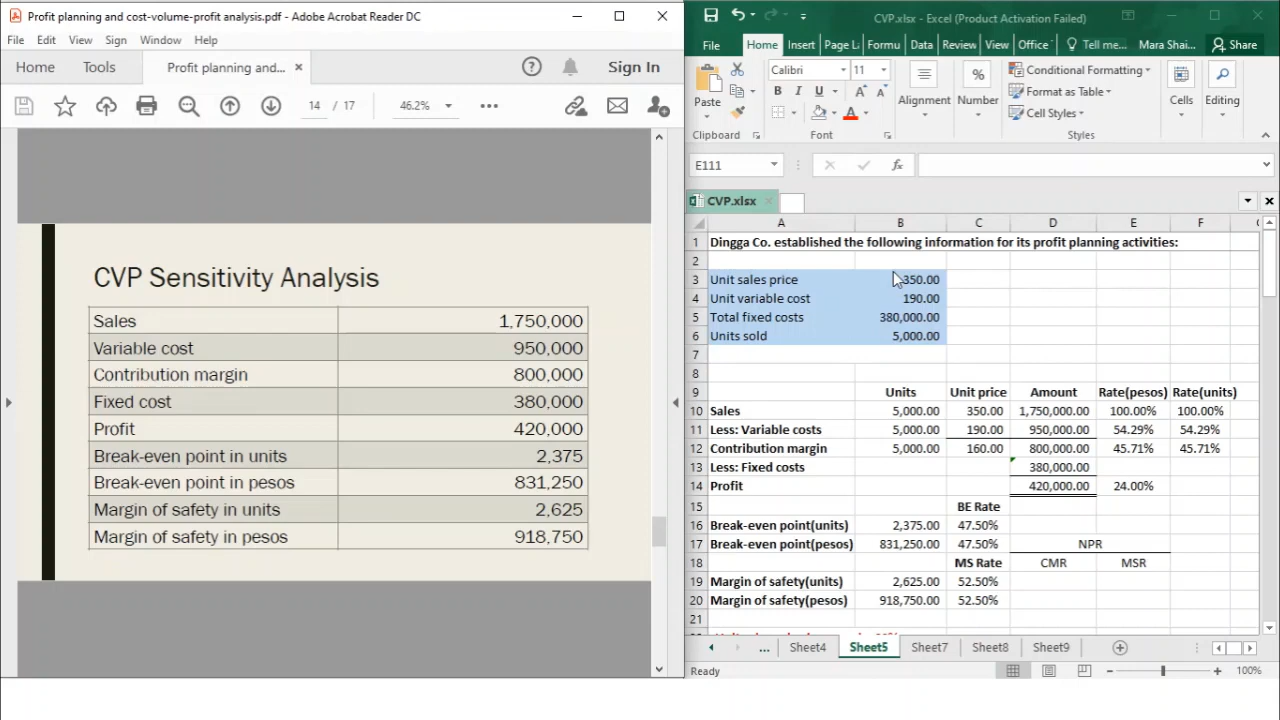 Profit planning and cost-volume-profit analysis.pdf - Adobe Acrobat Reader DC
File Edit View Sign Window Help
Home Tools Profit planning and... × Sign In
14 / 17 46.2%
CVP Sensitivity Analysis
Sales 1,750,000
Variable cost 950,000
Contribution margin 800,000
Fixed cost 380,000
Profit 420,000
Break-even point in units 2,375
Break-even point in pesos 831,250
Margin of safety in units 2,625
Margin of safety in pesos 918,750
CVP.xlsx - Excel (Product Activation Failed)
File Home Insert Page L Formu Data Review View Office Tell me... Mara Shai... Share
Paste Calibri 11 Alignment % Number Conditional Formatting Cells Editing
B I U A A Format as Table
A Cell Styles
Clipboard Font Styles
E111 fx
CVP.xlsx
A B C D E F
1 Dingga Co. established the following information for its profit planning activities:
2
3 Unit sales price 350.00
4 Unit variable cost 190.00
5 Total fixed costs 380,000.00
6 Units sold 5,000.00
7
8
9 Units Unit price Amount Rate(pesos) Rate(units)
10 Sales 5,000.00 350.00 1,750,000.00 100.00% 100.00%
11 Less: Variable costs 5,000.00 190.00 950,000.00 54.29% 54.29%
12 Contribution margin 5,000.00 160.00 800,000.00 45.71% 45.71%
13 Less: Fixed costs 380,000.00
14 Profit 420,000.00 24.00%
15 BE Rate
16 Break-even point(units) 2,375.00 47.50%
17 Break-even point(pesos) 831,250.00 47.50% NPR
18 MS Rate CMR MSR
19 Margin of safety(units) 2,625.00 52.50%
20 Margin of safety(pesos) 918,750.00 52.50%
21
... Sheet4 Sheet5 Sheet7 Sheet8 Sheet9
Ready 100%